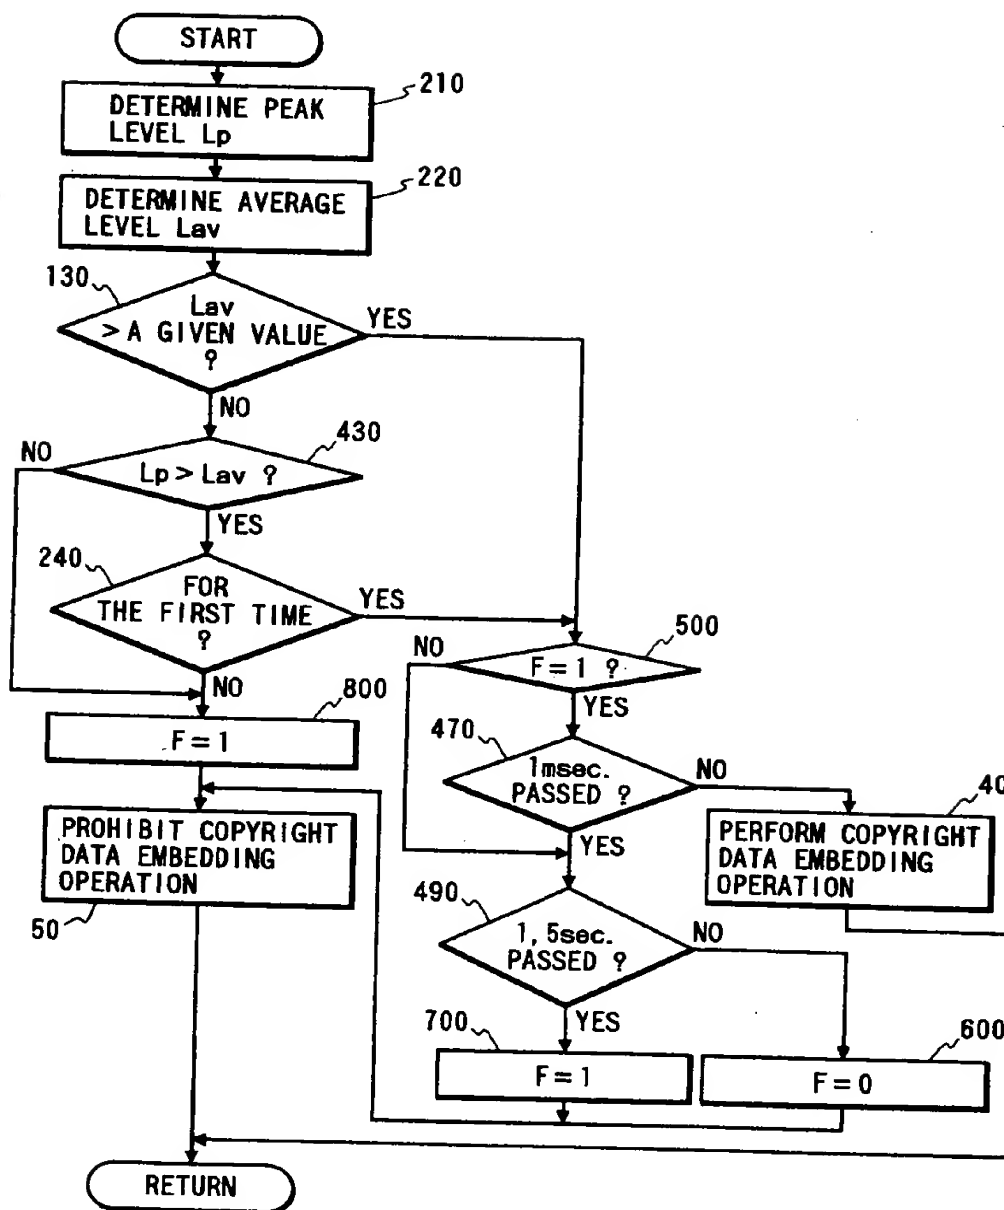 START
210
DETERMINE PEAK
LEVEL Lp
220
DETERMINE AVERAGE
LEVEL Lav
130
Lav
> A GIVEN VALUE
?
YES
NO
430
NO
Lp > Lav ?
YES
240
FOR
THE FIRST TIME
?
YES
NO
500
NO
F = 1 ?
YES
800
F = 1
470
1msec.
PASSED ?
NO
YES
40
PROHIBIT COPYRIGHT
DATA EMBEDDING
OPERATION
50
PERFORM COPYRIGHT
DATA EMBEDDING
OPERATION
490
1, 5sec.
PASSED ?
NO
YES
700
F = 1
600
F = 0
RETURN